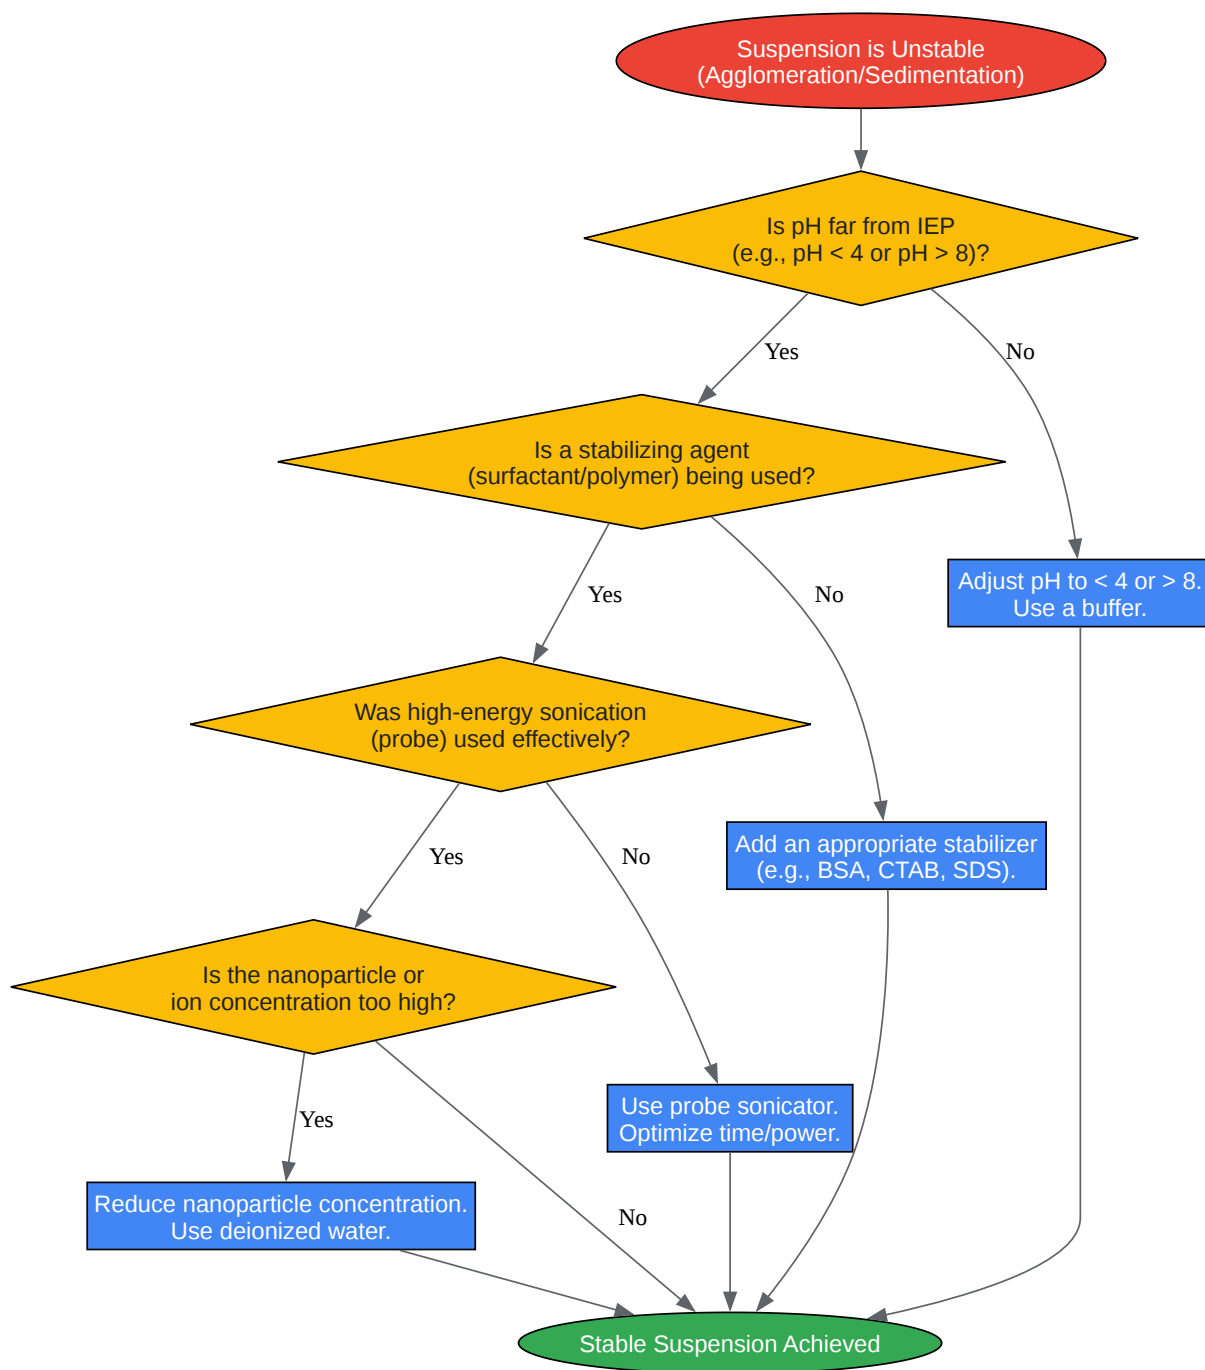 Suspension is Unstable
(Agglomeration/Sedimentation)
Is pH far from IEP
(e.g., pH < 4 or pH > 8)?
Yes
No
Is a stabilizing agent
(surfactant/polymer) being used?
Yes
No
Adjust pH to < 4 or > 8.
Use a buffer.
Was high-energy sonication
(probe) used effectively?
Yes
No
Add an appropriate stabilizer
(e.g., BSA, CTAB, SDS).
Is the nanoparticle or
ion concentration too high?
Yes
No
Use probe sonicator.
Optimize time/power.
Reduce nanoparticle concentration.
Use deionized water.
Stable Suspension Achieved